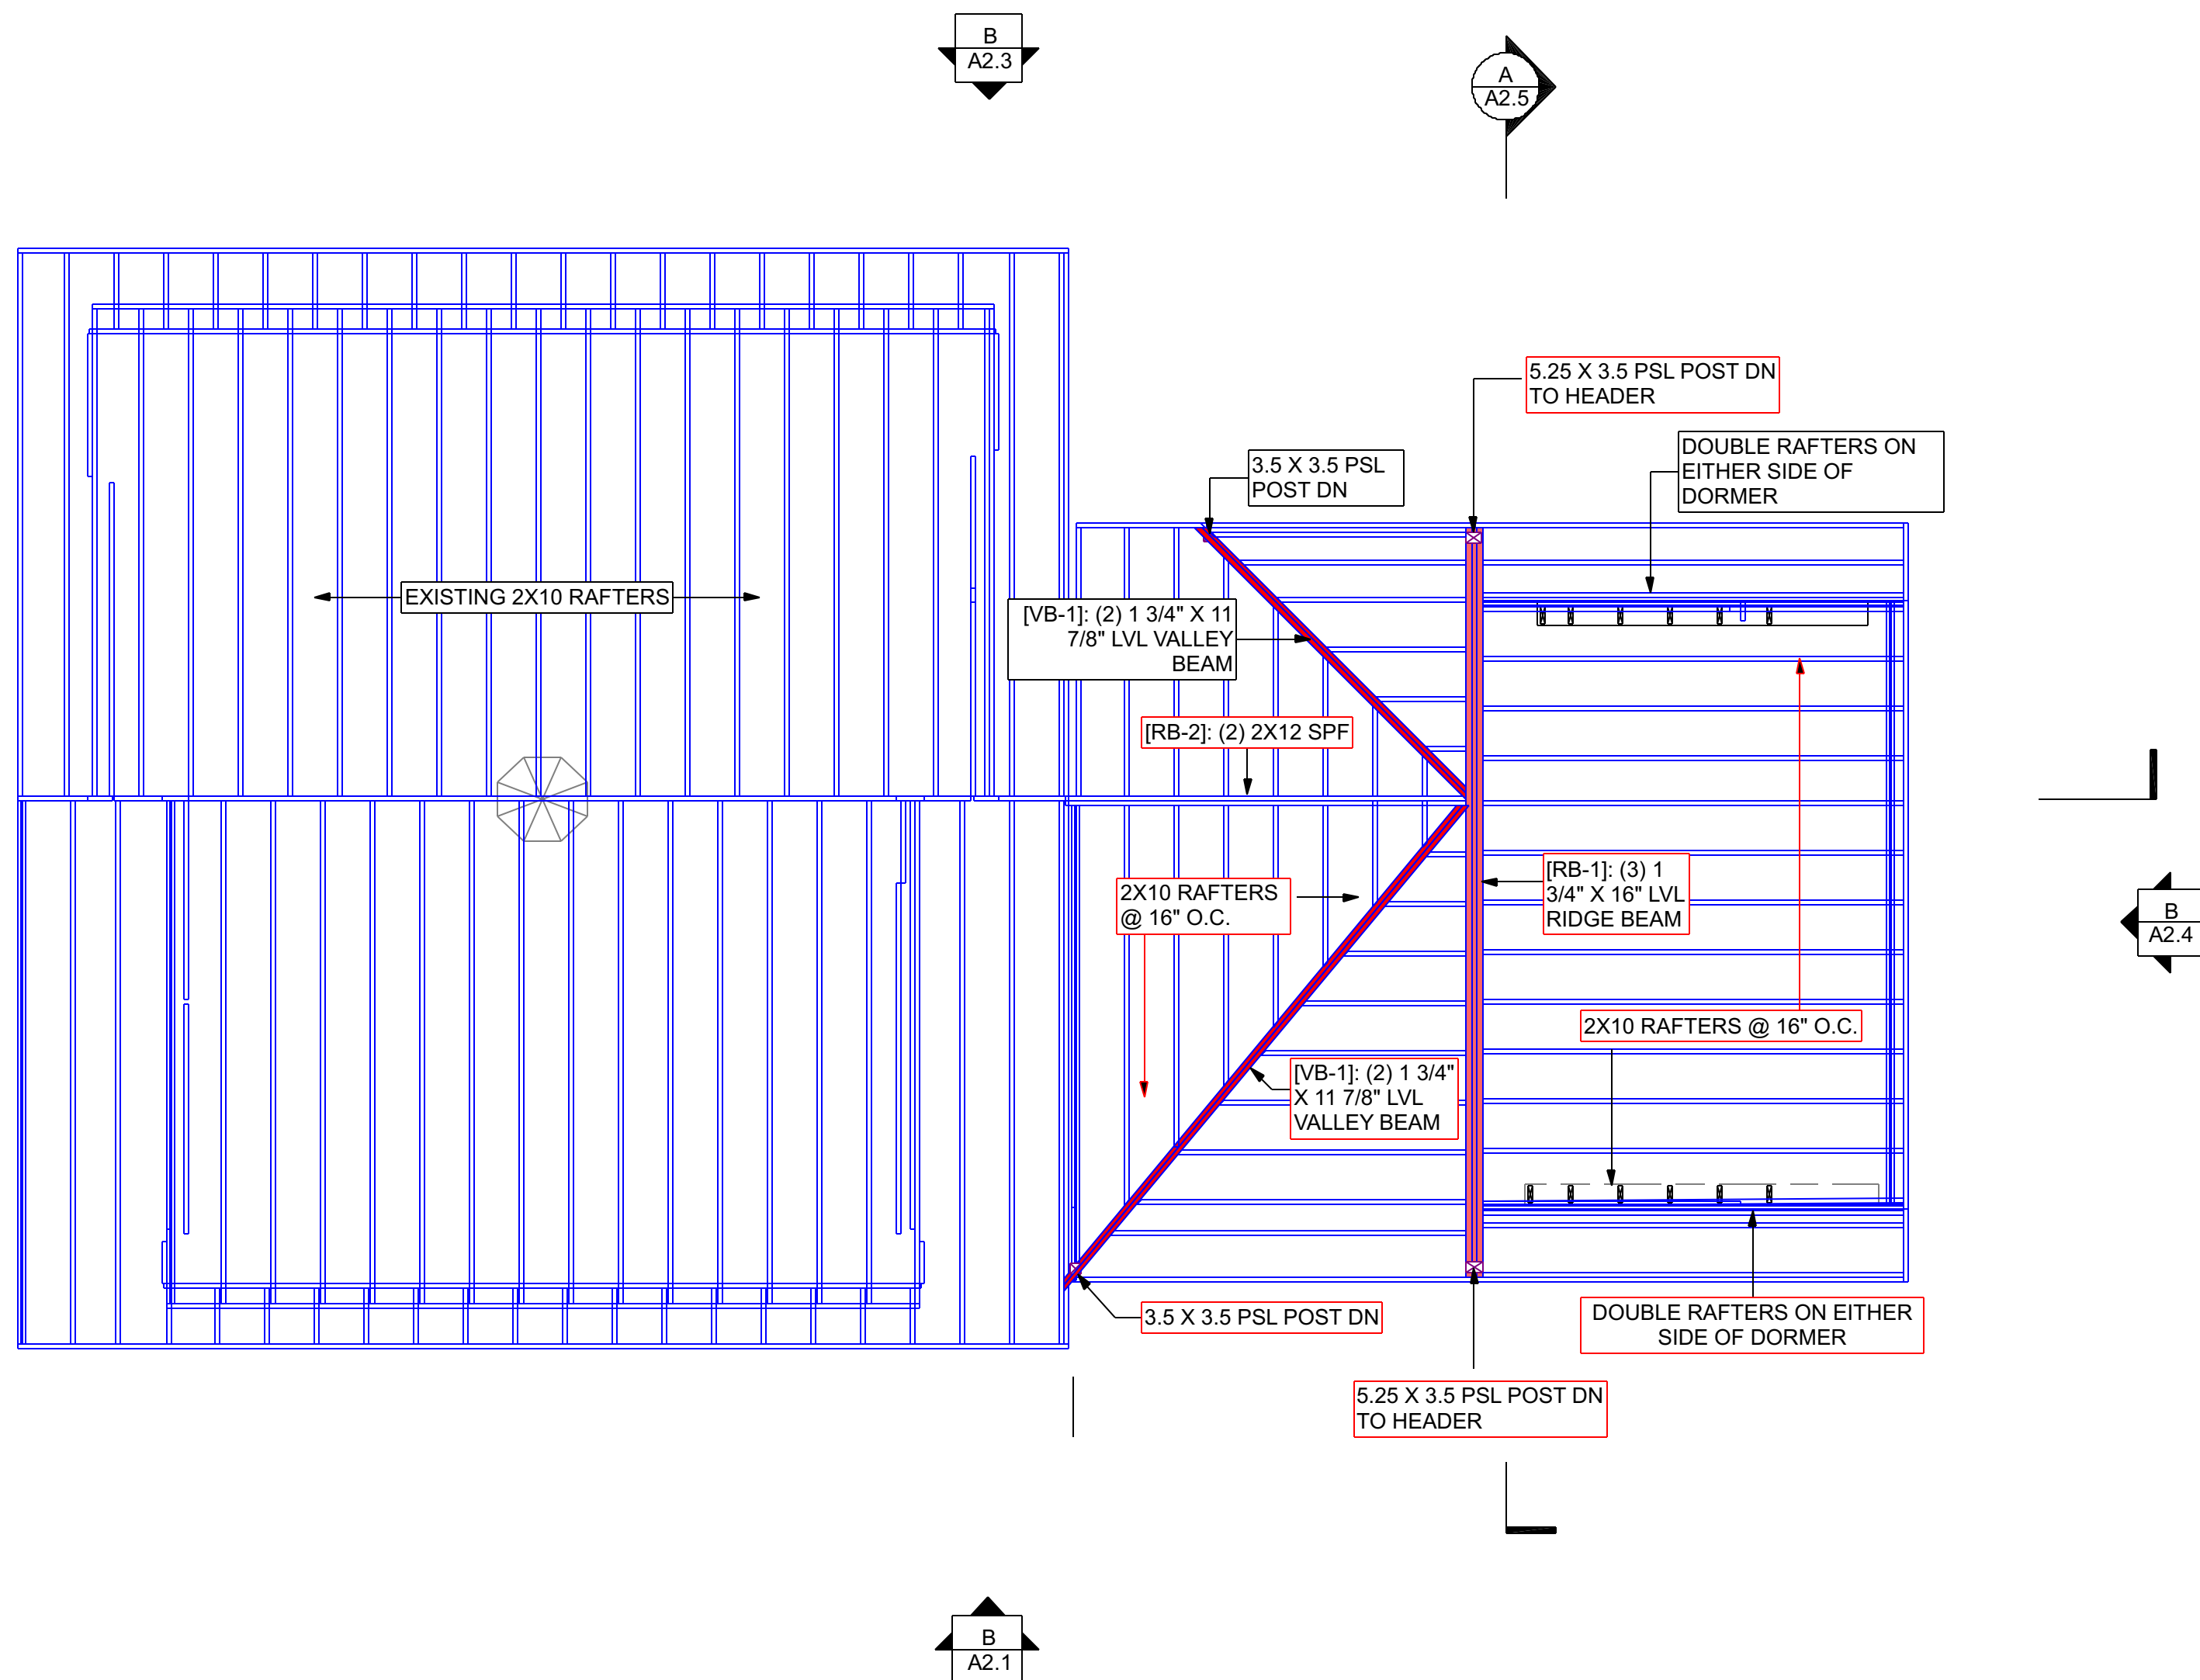 B
A2.3
A
A2.5
5.25 X 3.5 PSL POST DN
TO HEADER
DOUBLE RAFTERS ON
EITHER SIDE OF
DORMER
3.5 X 3.5 PSL
POST DN
EXISTING 2X10 RAFTERS
[VB-1]: (2) 1 3/4" X 11
7/8" LVL VALLEY
BEAM
[RB-2]: (2) 2X12 SPF
2X10 RAFTERS
@ 16" O.C.
[RB-1]: (3) 1
3/4" X 16" LVL
RIDGE BEAM
B
A2.4
2X10 RAFTERS @ 16" O.C.
[VB-1]: (2) 1 3/4"
X 11 7/8" LVL
VALLEY BEAM
3.5 X 3.5 PSL POST DN
DOUBLE RAFTERS ON EITHER
SIDE OF DORMER
5.25 X 3.5 PSL POST DN
TO HEADER
B
A2.1